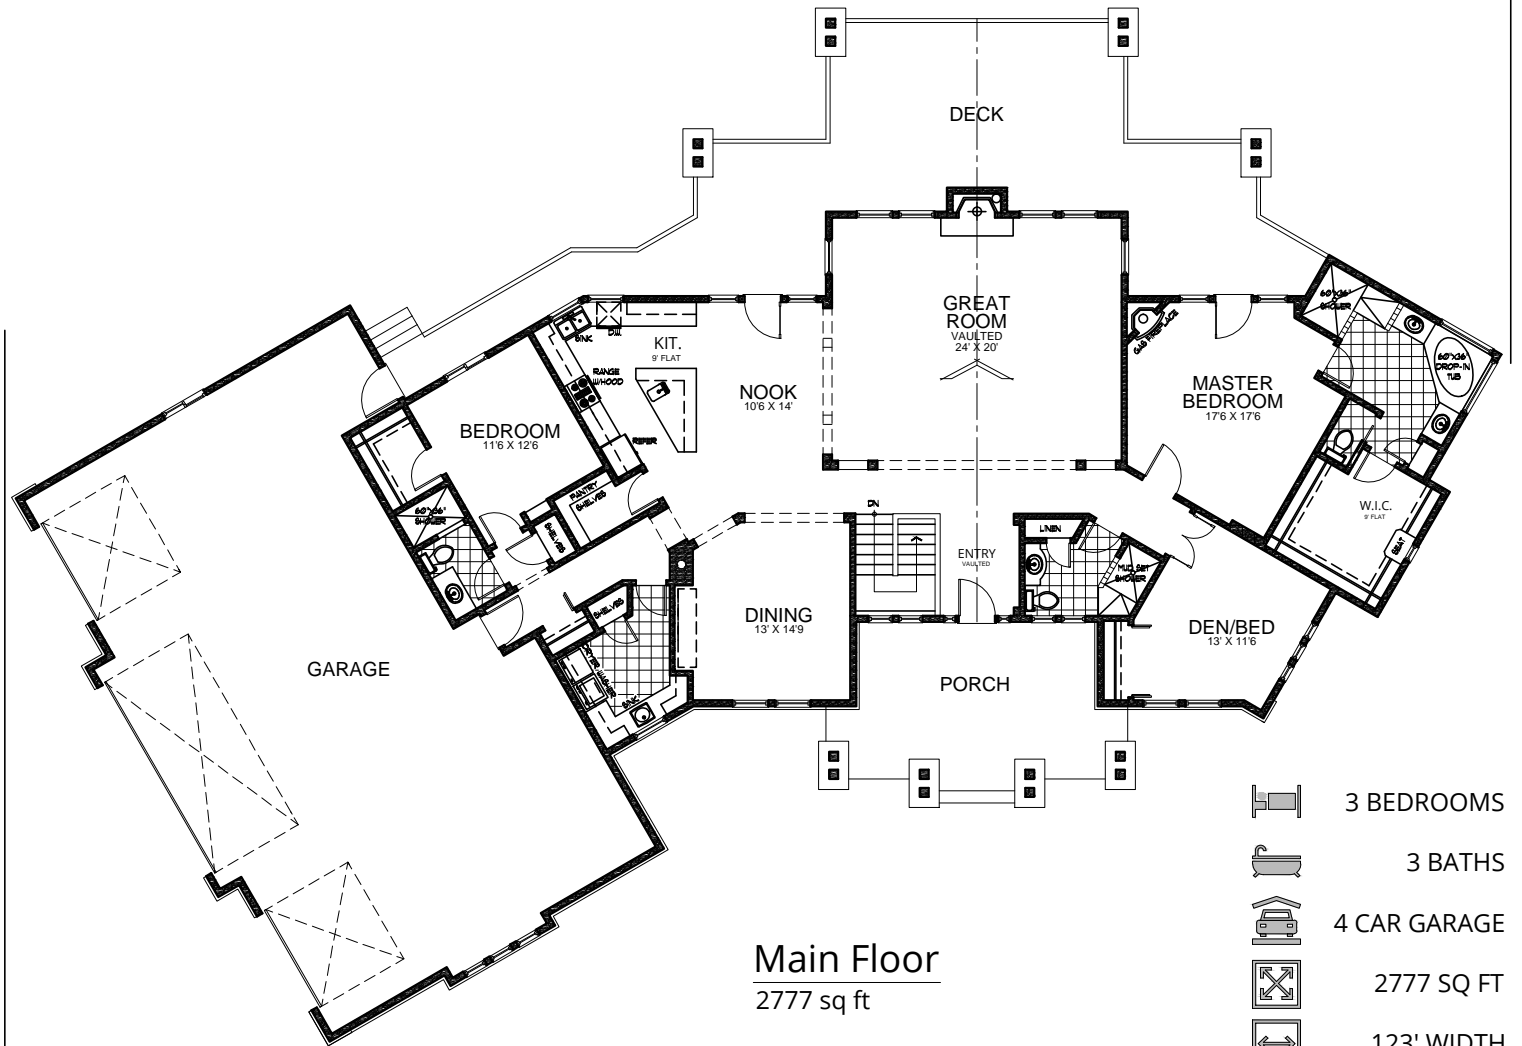 DECK
GREAT
ROOM
VAULTED
24' X 20'
60"X36"
SHOWER
GAS FIREPLACE
60"X36"
DROP-IN
TUB
MASTER
BEDROOM
17'6 X 17'6
W.I.C.
9' FLAT
SEAT
SINK
D.W.
KIT.
9' FLAT
RANGE
W/HOOD
REFER
NOOK
10'6 X 14'
BEDROOM
11'6 X 12'6
PANTRY
SHELVES
60"X36"
SHOWER
SHELVES
DN
ENTRY
VAULTED
LINEN
MUD SET
SHOWER
DEN/BED
13' X 11'6
DINING
13' X 14'9
SHELVES
DRYER
WASHER
SINK
GARAGE
PORCH
Main Floor
2777 sq ft
3 BEDROOMS
3 BATHS
4 CAR GARAGE
2777 SQ FT
123' WIDTH